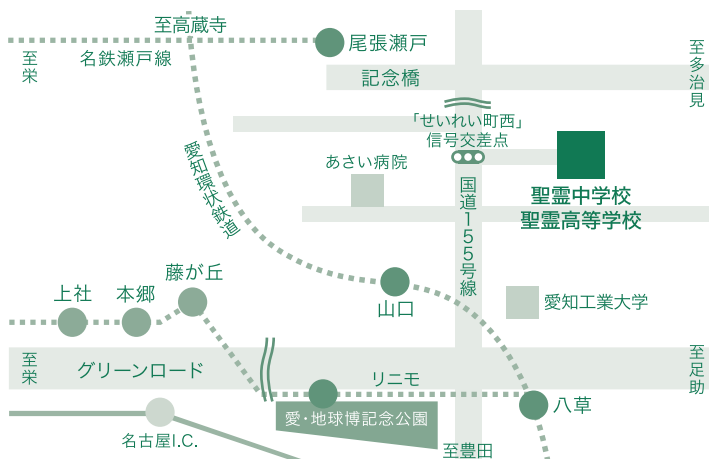 至高蔵寺
尾張瀬戸
至栄
名鉄瀬戸線
至多治見
記念橋
「せいれい町西」
信号交差点
愛知環状鉄道
あさい病院
国道155号線
聖霊中学校
聖霊高等学校
藤が丘
上社
本郷
山口
愛知工業大学
至栄
グリーンロード
至足助
リニモ
八草
愛・地球博記念公園
名古屋I.C.
至豊田